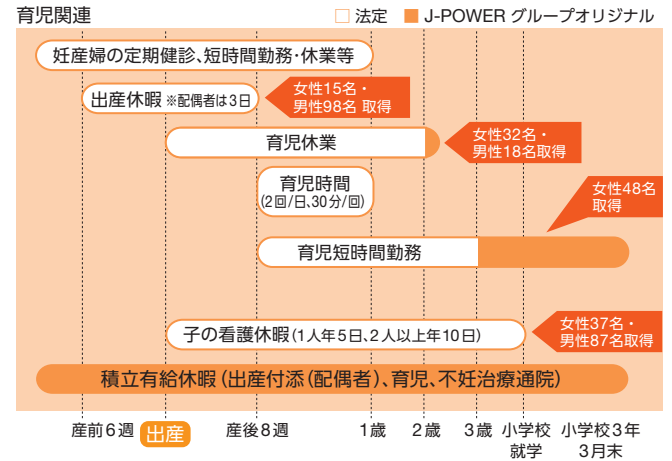 育児関連
法定
J-POWER グループオリジナル
妊産婦の定期健診、短時間勤務・休業等
出産休暇 ※配偶者は3日
女性15名・
男性98名 取得
育児休業
女性32名・
男性18名取得
育児時間
(2回/日、30分/回)
女性48名
取得
育児短時間勤務
子の看護休暇(1人年5日、2人以上年10日)
女性37名・
男性87名取得
積立有給休暇(出産付添(配偶者)、育児、不妊治療通院)
産前6週
出産
産後8週
1歳
2歳
3歳
小学校
就学
小学校3年
3月末